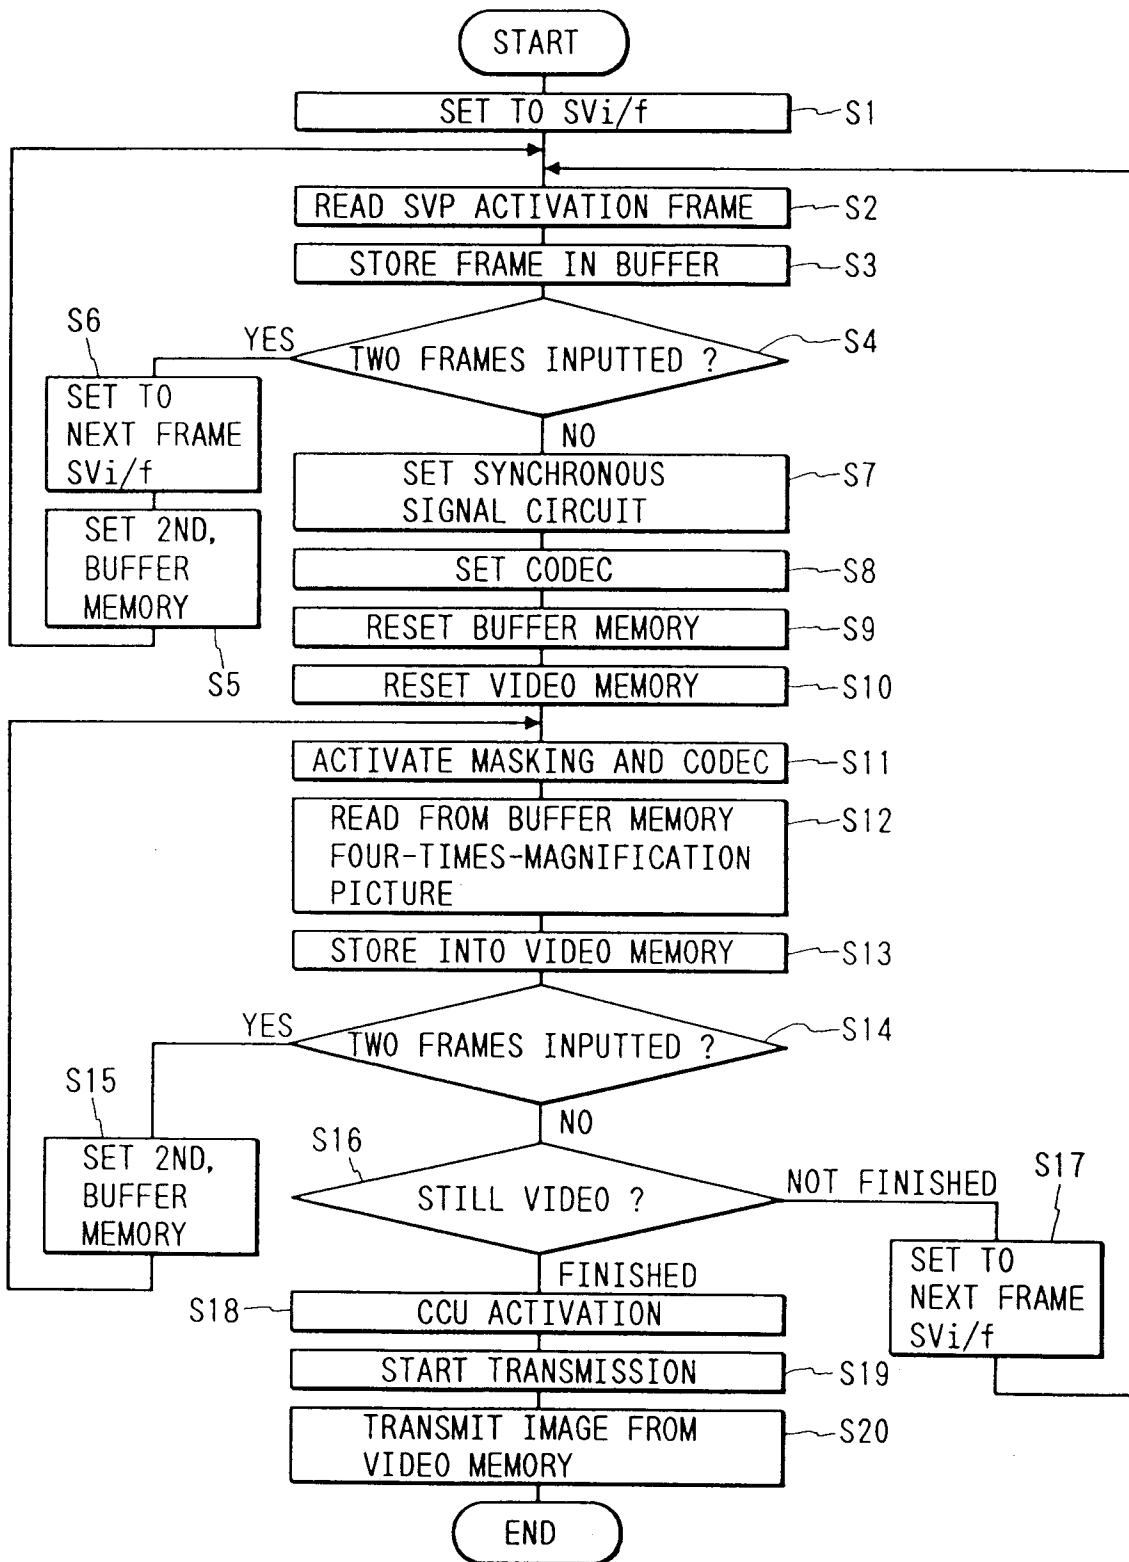 START
SET TO SVi/f
S1
READ SVP ACTIVATION FRAME
S2
STORE FRAME IN BUFFER
S3
S6
YES
TWO FRAMES INPUTTED ?
S4
SET TO
NEXT FRAME
SVi/f
NO
SET SYNCHRONOUS
SIGNAL CIRCUIT
S7
SET 2ND,
BUFFER
MEMORY
S5
SET CODEC
S8
RESET BUFFER MEMORY
S9
RESET VIDEO MEMORY
S10
ACTIVATE MASKING AND CODEC
S11
READ FROM BUFFER MEMORY
FOUR-TIMES-MAGNIFICATION
PICTURE
S12
STORE INTO VIDEO MEMORY
S13
YES
TWO FRAMES INPUTTED ?
S14
S15
SET 2ND,
BUFFER
MEMORY
NO
S16
STILL VIDEO ?
NOT FINISHED
S17
SET TO
NEXT FRAME
SVi/f
FINISHED
S18
CCU ACTIVATION
START TRANSMISSION
S19
TRANSMIT IMAGE FROM
VIDEO MEMORY
S20
END